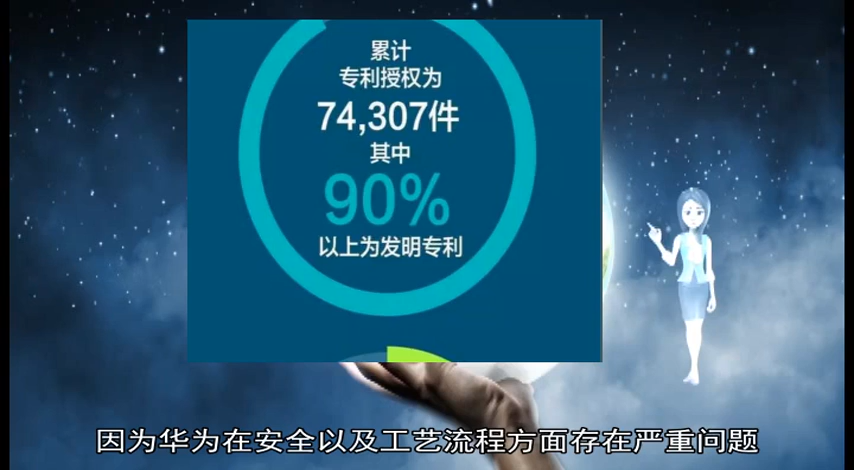 累计
专利授权为
74,307件
其中
90%
以上为发明专利
因为华为在安全以及工艺流程方面存在严重问题